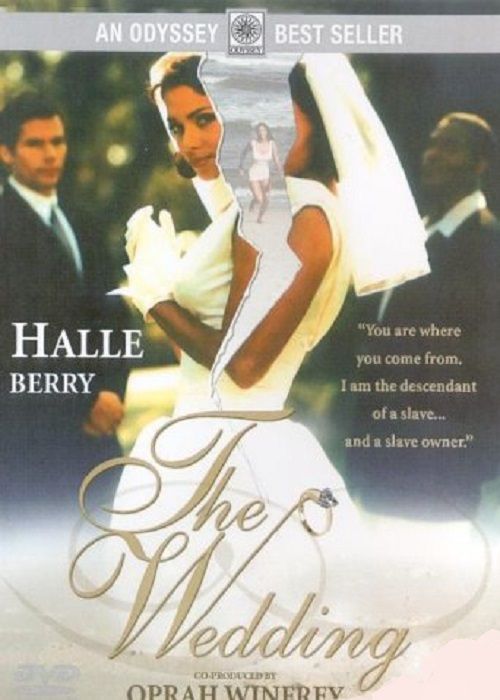 AN ODYSSEY ODYSSEY BEST SELLER
HALLE
BERRY
"You are where
you come from.
I am the descendant
of a slave...
and a slave owner."
The
Wedding
CO-PRODUCED BY
OPRAH WINFREY
DVD